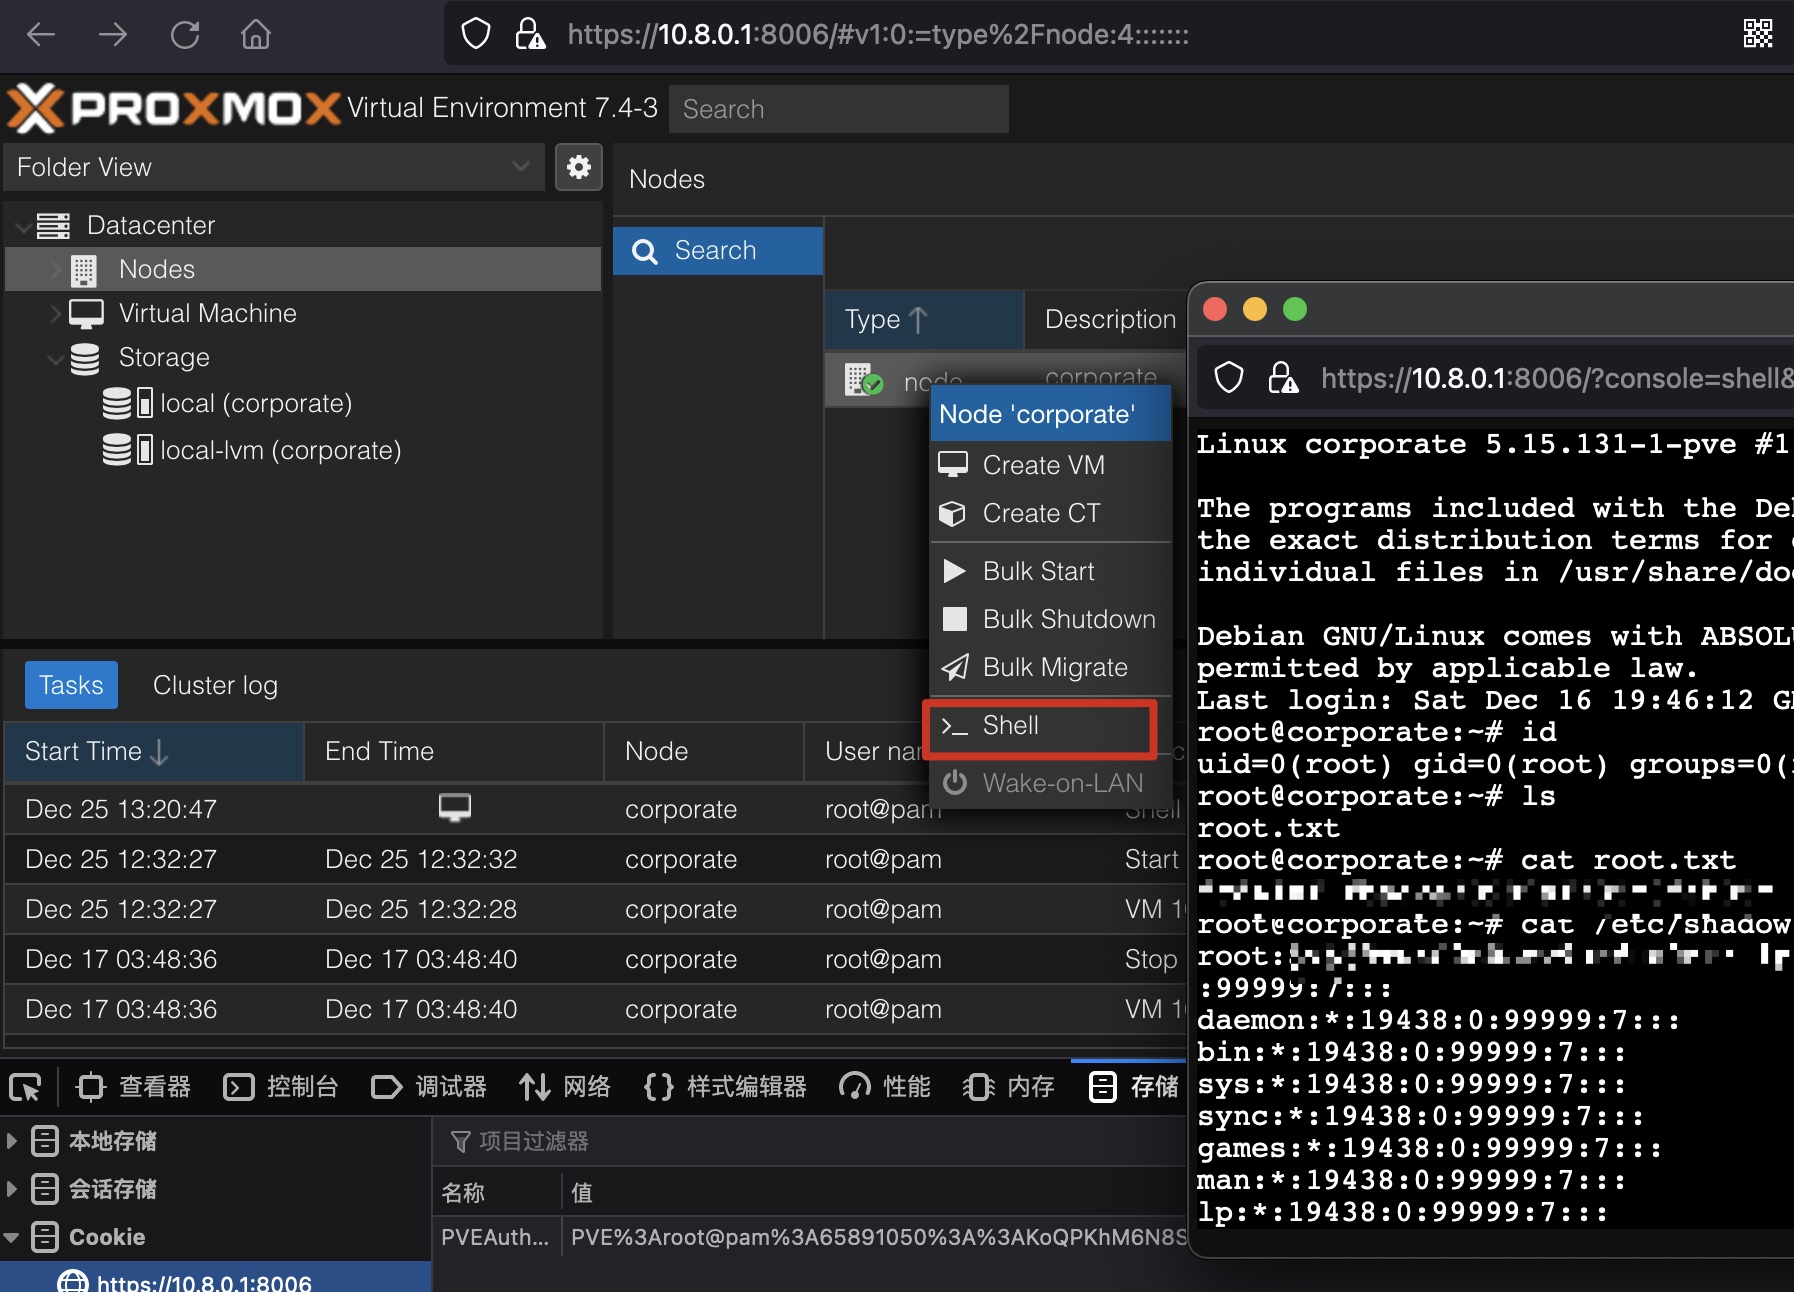 https://10.8.0.1:8006/#v1:0:=type%2Fnode:4:::::::
PROXMOX Virtual Environment 7.4-3 Search
Folder View
Nodes
Datacenter
Nodes
Virtual Machine
Storage
local (corporate)
local-lvm (corporate)
Search
Type Description
node corporate
Node 'corporate'
Create VM
Create CT
Bulk Start
Bulk Shutdown
Bulk Migrate
Shell
Wake-on-LAN
Tasks Cluster log
Start Time End Time Node User
Dec 25 13:20:47 corporate root@pam Shell
Dec 25 12:32:27 Dec 25 12:32:32 corporate root@pam Start
Dec 25 12:32:27 Dec 25 12:32:28 corporate root@pam VM
Dec 17 03:48:36 Dec 17 03:48:40 corporate root@pam Stop
Dec 17 03:48:36 Dec 17 03:48:40 corporate root@pam VM
查看器 控制台 调试器 网络 样式编辑器 性能 内存 存储
本地存储
会话存储
Cookie
https://10.8.0.1:8006
项目过滤器
名称 值
PVEAuth... PVE%3Aroot@pam%3A65891050%3A%3AKoQPKhM6N8S
https://10.8.0.1:8006/?console=shell&
Linux corporate 5.15.131-1-pve #1
The programs included with the
the exact distribution terms for
individual files in /usr/share/
Debian GNU/Linux comes with
permitted by applicable law.
Last login: Sat Dec 16 19:46:12
root@corporate:~# id
uid=0(root) gid=0(root) groups=0(
root@corporate:~# ls
root.txt
root@corporate:~# cat root.txt
root@corporate:~# cat /etc/shadow
root:
:99999:7:::
daemon:*:19438:0:99999:7:::
bin:*:19438:0:99999:7:::
sys:*:19438:0:99999:7:::
sync:*:19438:0:99999:7:::
games:*:19438:0:99999:7:::
man:*:19438:0:99999:7:::
lp:*:19438:0:99999:7:::